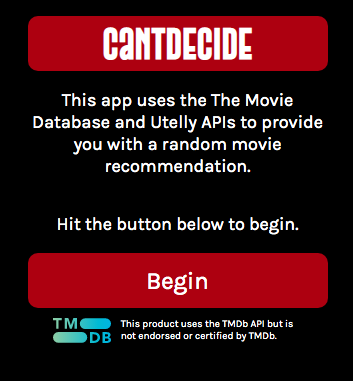 CANTDECIDE
This app uses the The Movie
Database and Utelly APIs to provide
you with a random movie
recommendation.
Hit the button below to begin.
Begin
TM
DB
This product uses the TMDb API but is
not endorsed or certified by TMDb.